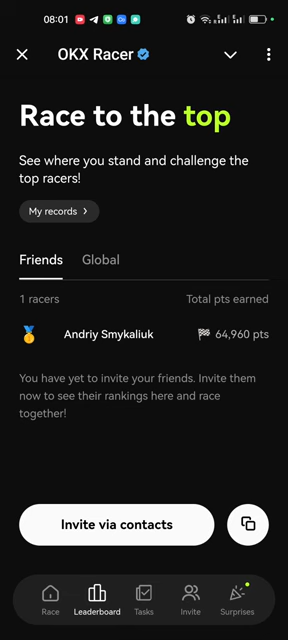 08:01
OKX Racer
Race to the top
See where you stand and challenge the
top racers!
My records
Friends Global
1 racers Total pts earned
Andriy Smykaliuk 64,960 pts
You have yet to invite your friends. Invite them
now to see their rankings here and race
together!
Invite via contacts
Race Leaderboard Tasks Invite Surprises